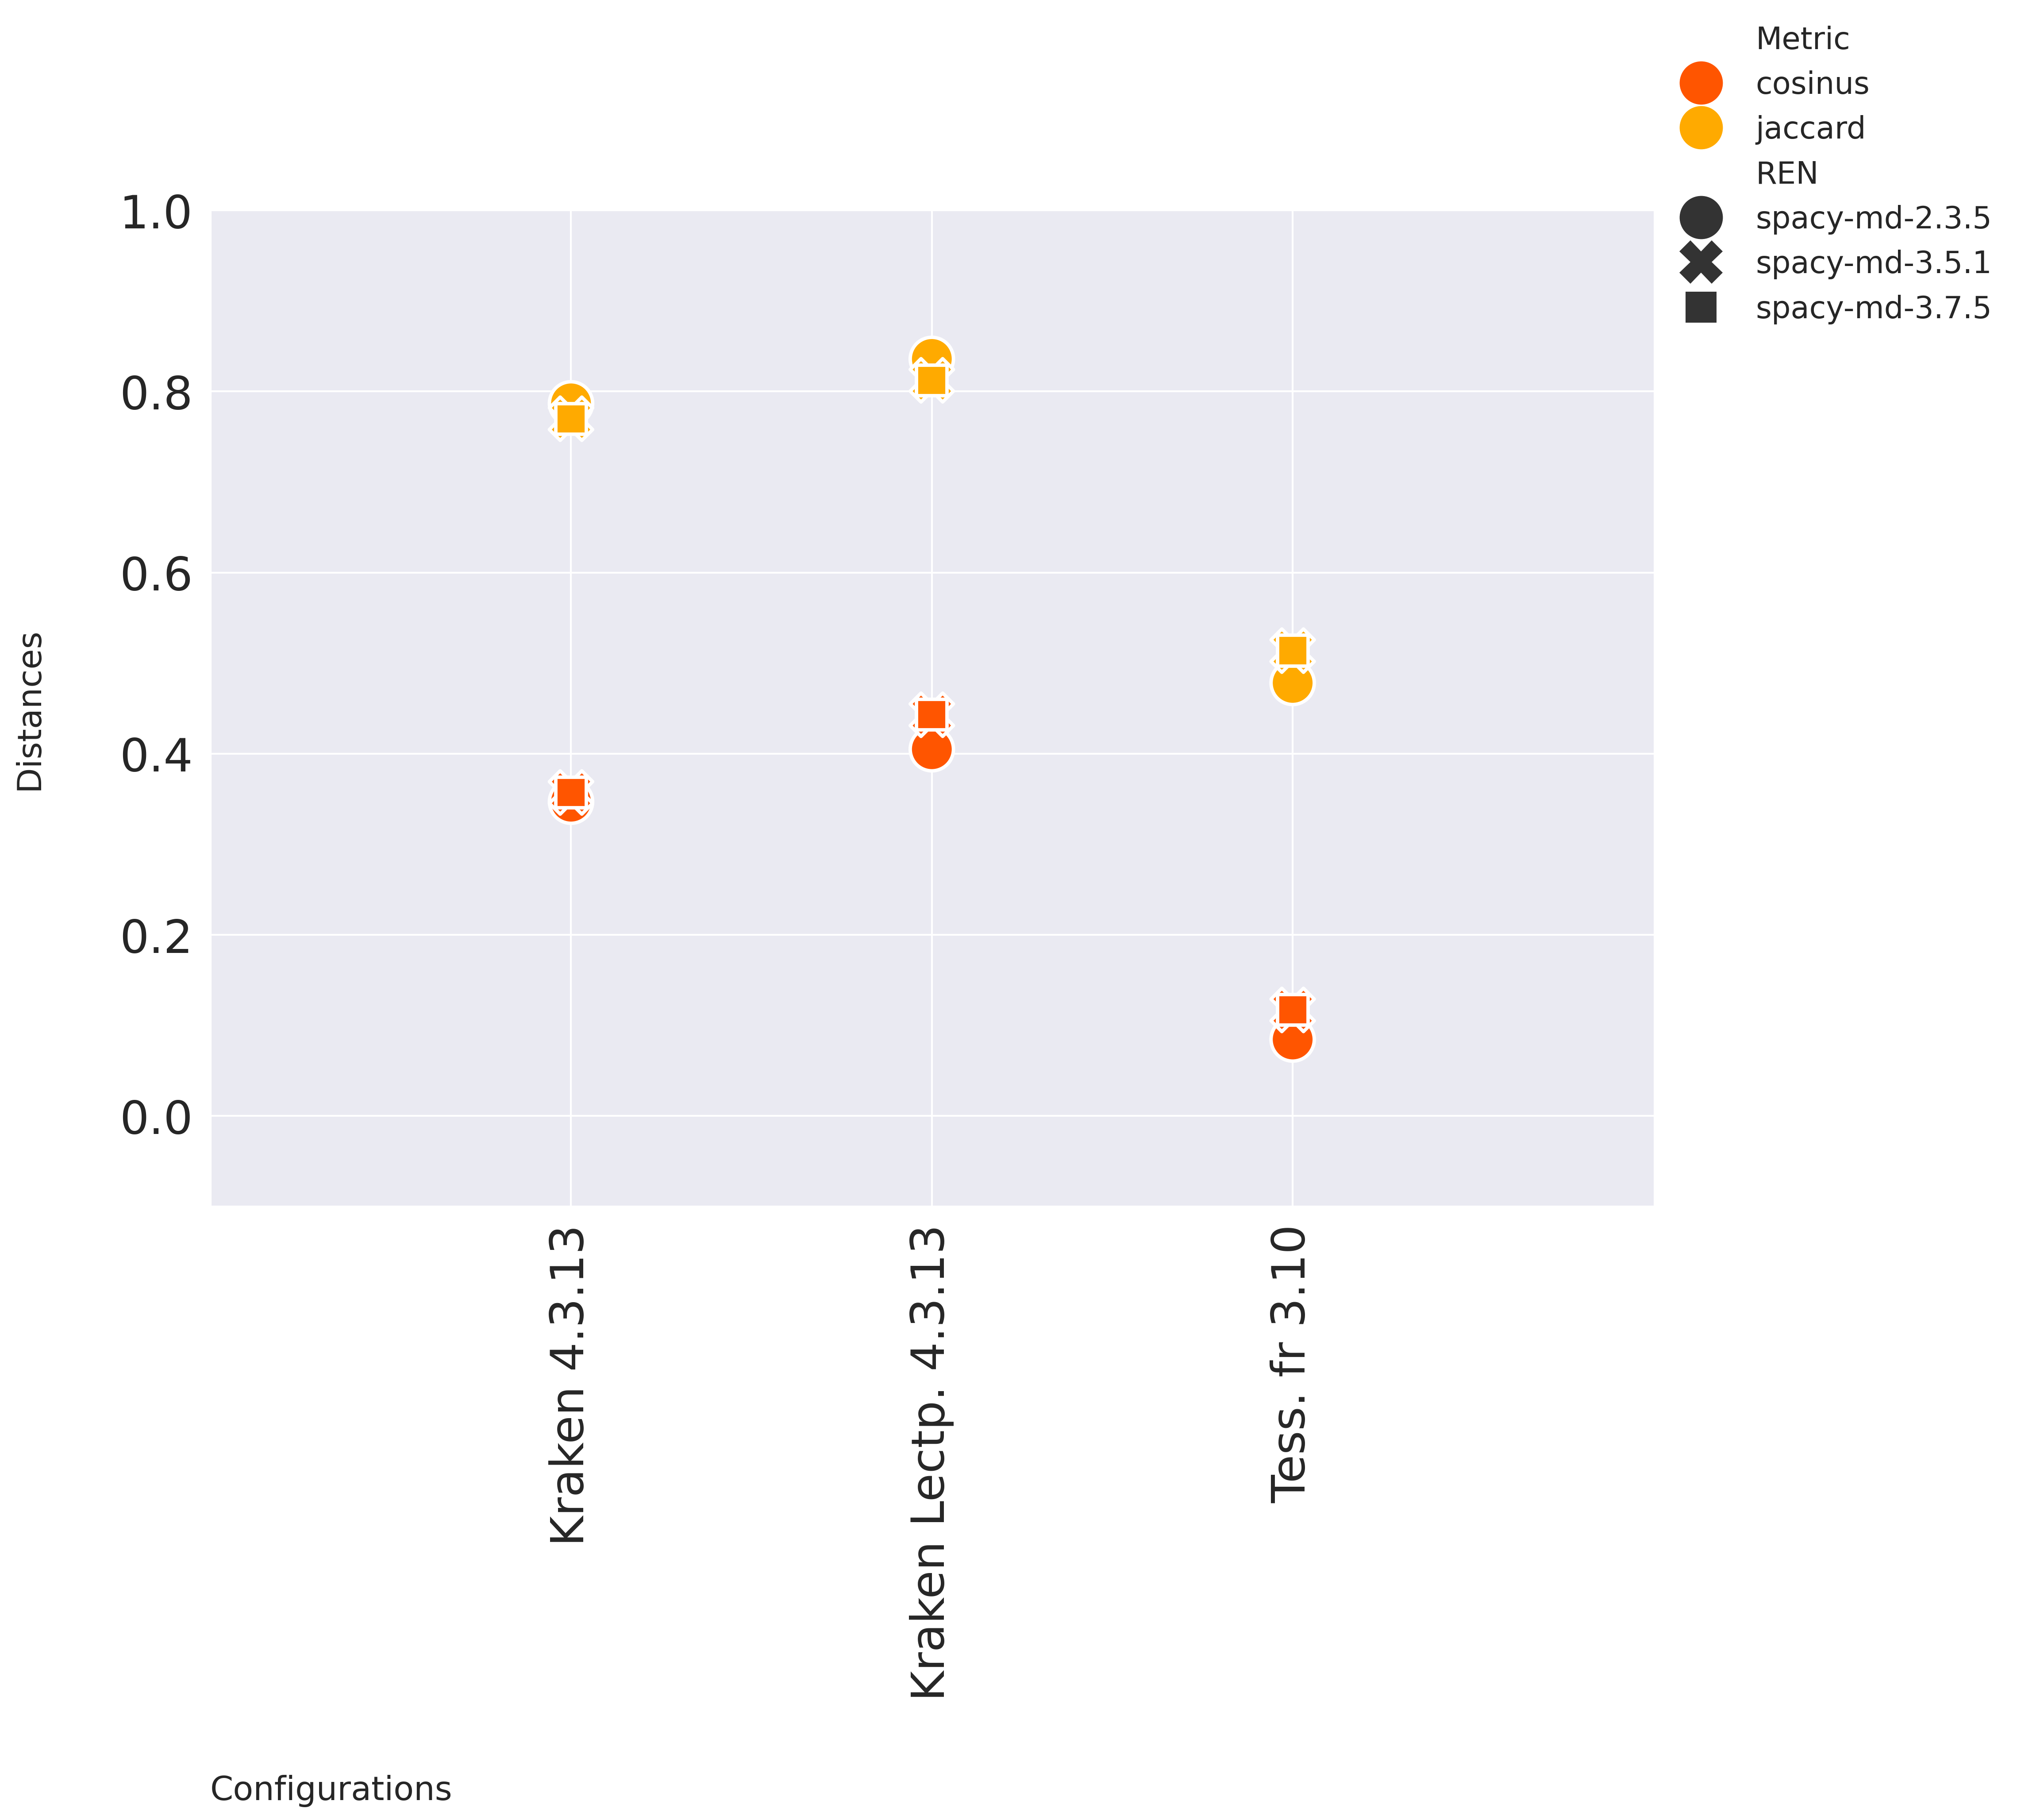 Metric
cosinus
jaccard
REN
spacy-md-2.3.5
spacy-md-3.5.1
spacy-md-3.7.5
1.0
0.8
0.6
0.4
0.2
0.0
Distances
Kraken 4.3.13
Kraken Lectp. 4.3.13
Tess. fr 3.10
Configurations